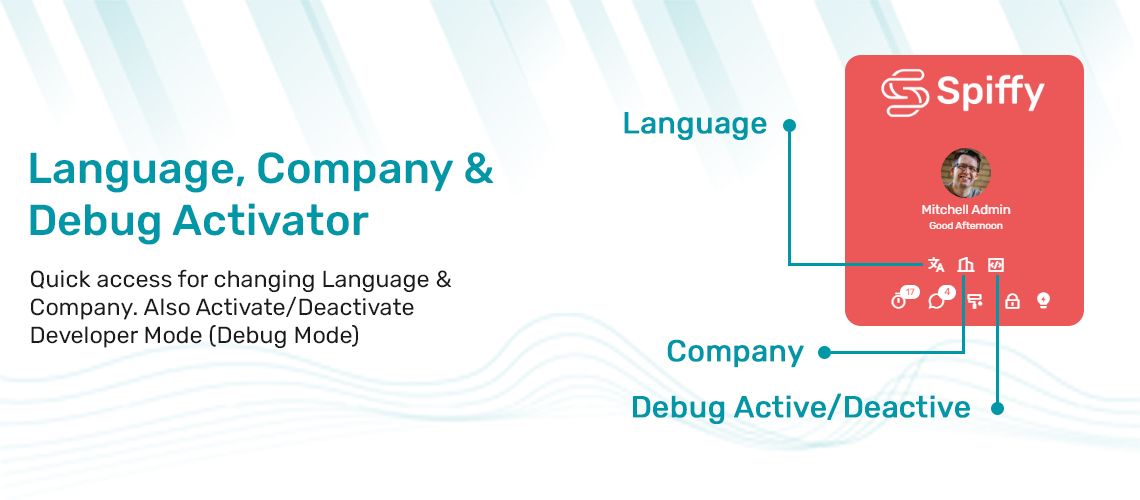 Language, Company &
Debug Activator
Quick access for changing Language &
Company. Also Activate/Deactivate
Developer Mode (Debug Mode)
Spiffy
Language
Mitchell Admin
Good Afternoon
17
4
Company
Debug Active/Deactive